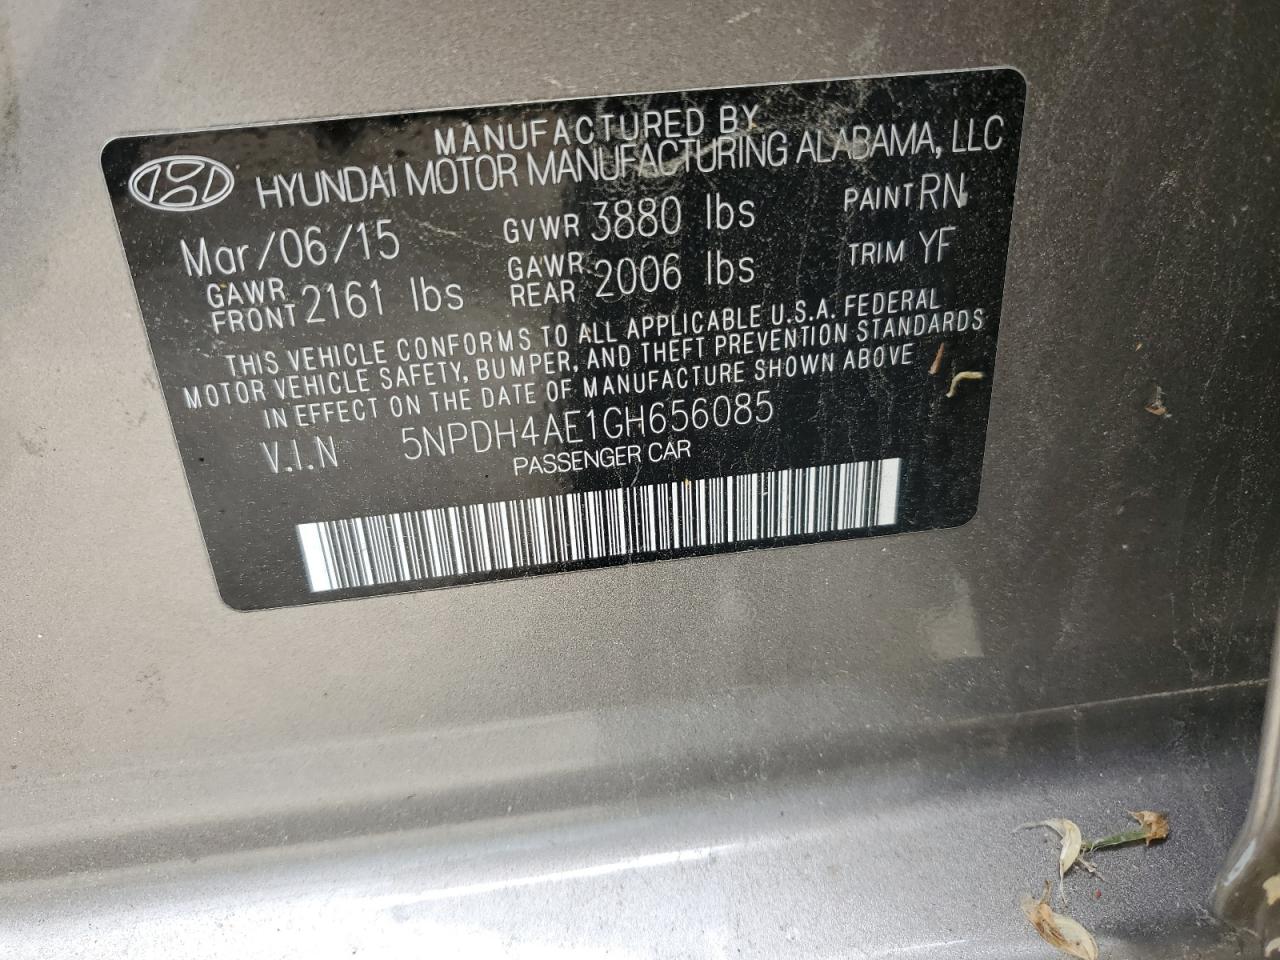 MANUFACTURED BY
HYUNDAI MOTOR MANUFACTURING ALABAMA, LLC
Mar/06/15 GVWR 3880 lbs PAINT RN
GAWR FRONT 2161 lbs GAWR REAR 2006 lbs TRIM YF
THIS VEHICLE CONFORMS TO ALL APPLICABLE U.S.A. FEDERAL
MOTOR VEHICLE SAFETY, BUMPER, AND THEFT PREVENTION STANDARDS
IN EFFECT ON THE DATE OF MANUFACTURE SHOWN ABOVE
V.I.N 5NPDH4AE1GH656085
PASSENGER CAR